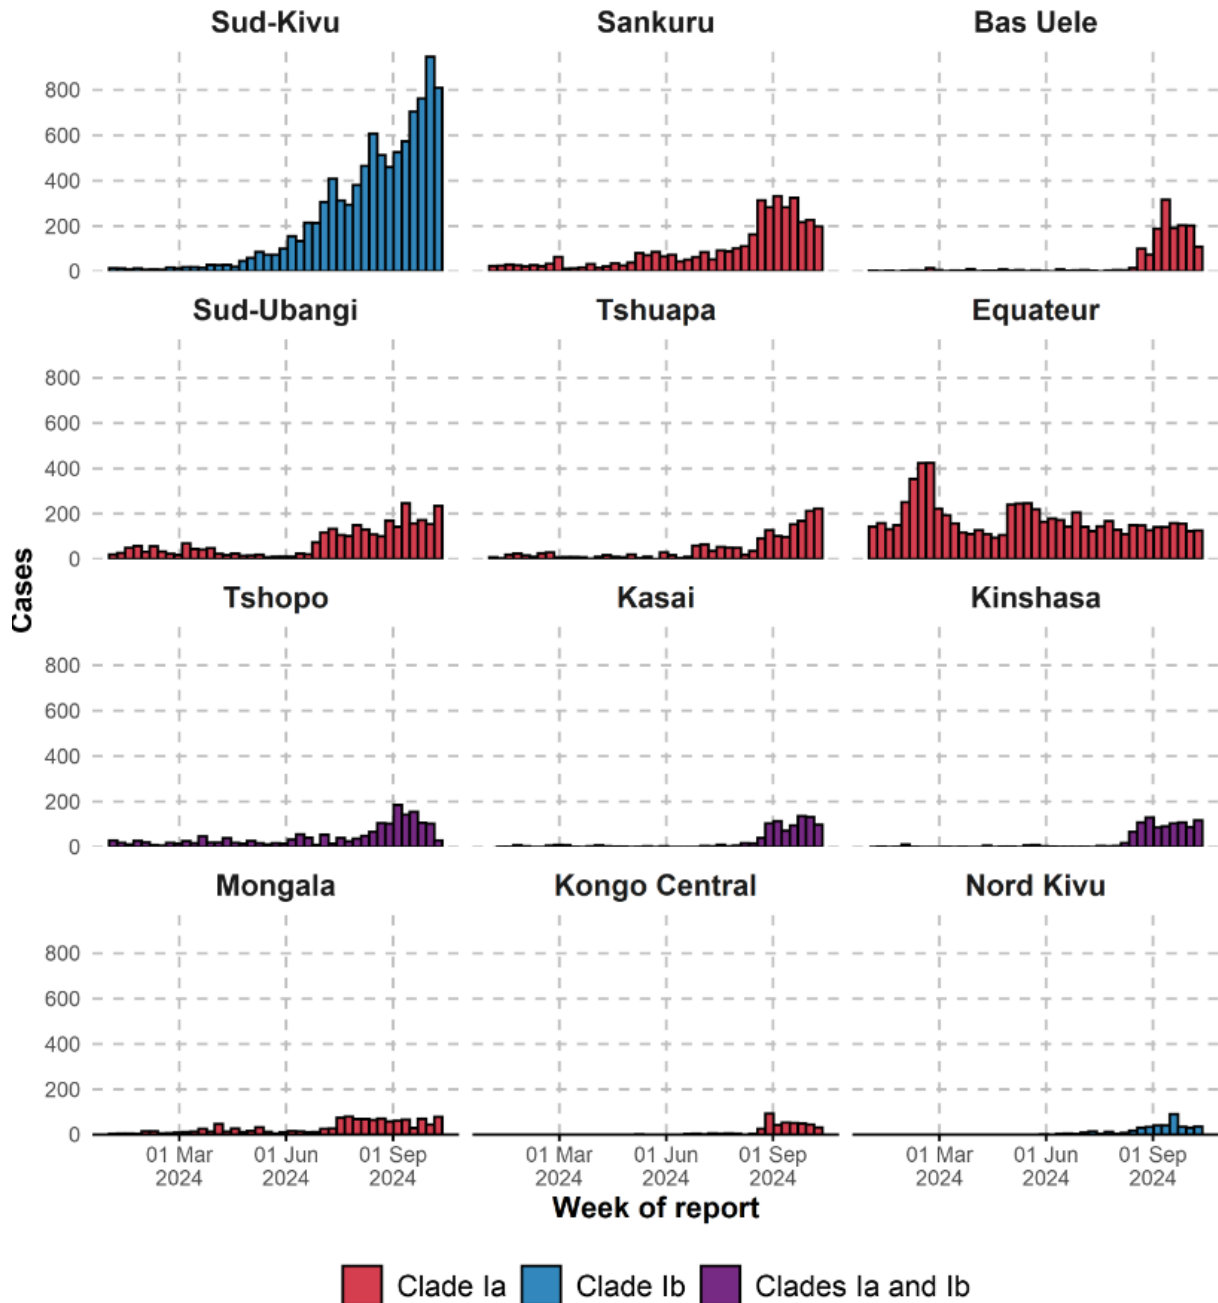 Sud-Kivu Sankuru Bas Uele
800
600
400
200
0
Sud-Ubangi Tshuapa Equateur
800
600
400
200
0
Cases
Tshopo Kasai Kinshasa
800
600
400
200
0
Mongala Kongo Central Nord Kivu
800
600
400
200
0
01 Mar 01 Jun 01 Sep 01 Mar 01 Jun 01 Sep 01 Mar 01 Jun 01 Sep
2024 2024 2024 2024 2024 2024 2024 2024 2024
Week of report
Clade Ia Clade Ib Clades Ia and Ib